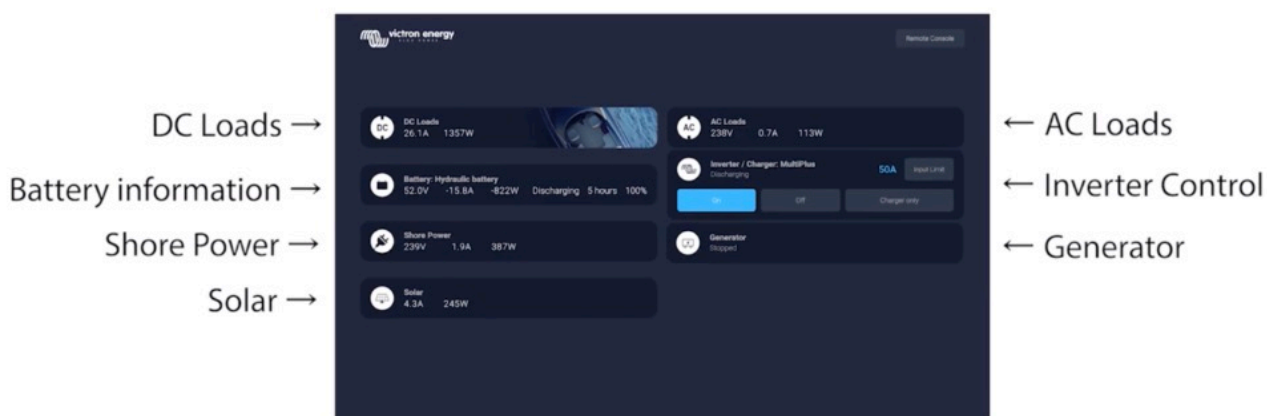 victron energy
BLUE POWER
Remote Console
DC Loads →
DC
DC Loads
26.1A 1357W
AC
AC Loads
238V 0.7A 113W
← AC Loads
Battery information →
Battery: Hydraulic battery
52.0V -15.8A -822W Discharging 5 hours 100%
Inverter / Charger: MultiPlus
Discharging
50A Input Limit
On Off Charger only
← Inverter Control
Shore Power →
Shore Power
239V 1.9A 387W
Generator
Stopped
← Generator
Solar →
Solar
4.3A 245W